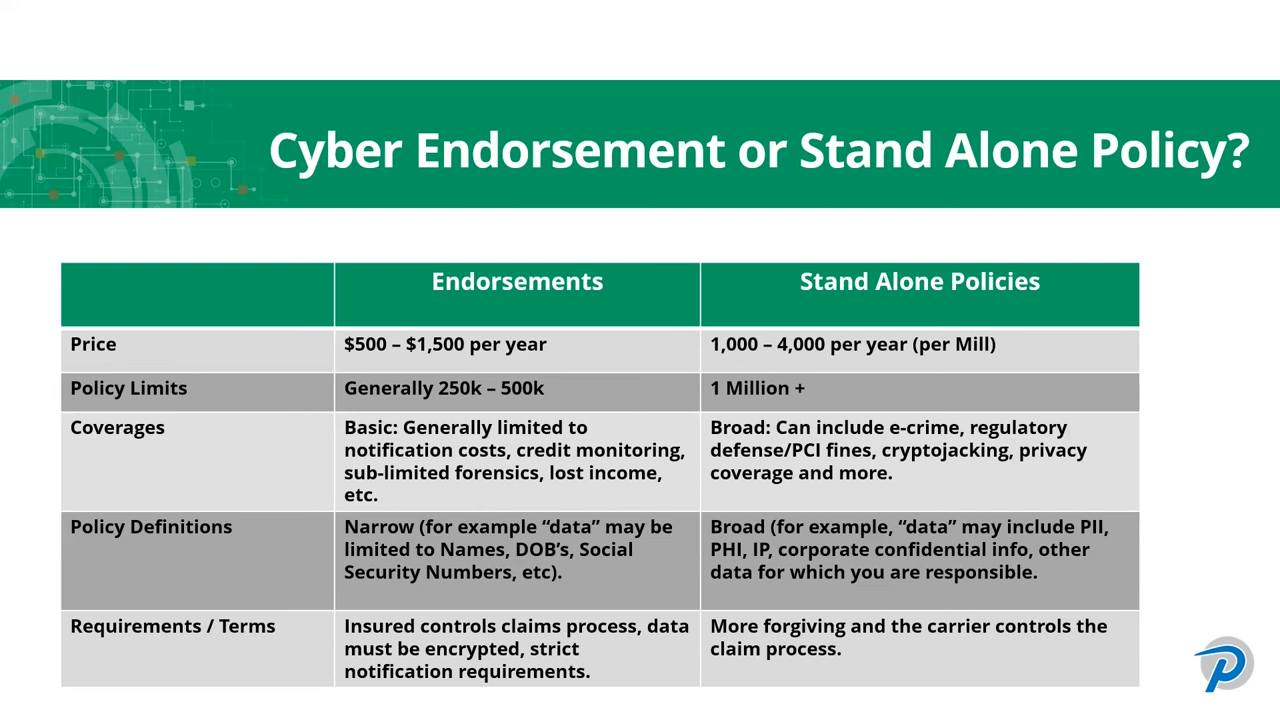 Cyber Endorsement or Stand Alone Policy?
Endorsements
Stand Alone Policies
Price
$500 – $1,500 per year
1,000 – 4,000 per year (per Mill)
Policy Limits
Generally 250k – 500k
1 Million +
Coverages
Basic: Generally limited to
notification costs, credit monitoring,
sub-limited forensics, lost income,
etc.
Broad: Can include e-crime, regulatory
defense/PCI fines, cryptojacking, privacy
coverage and more.
Policy Definitions
Narrow (for example “data” may be
limited to Names, DOB’s, Social
Security Numbers, etc).
Broad (for example, “data” may include PII,
PHI, IP, corporate confidential info, other
data for which you are responsible.
Requirements / Terms
Insured controls claims process, data
must be encrypted, strict
notification requirements.
More forgiving and the carrier controls the
claim process.